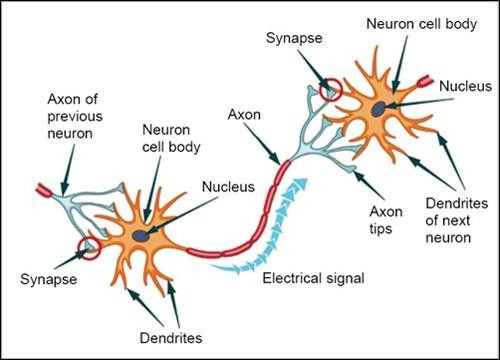 Neuron cell body
Synapse
Nucleus
Axon of
previous
neuron
Axon
Neuron
cell body
Nucleus
Dendrites
of next
neuron
Axon
tips
Synapse
Electrical signal
Dendrites